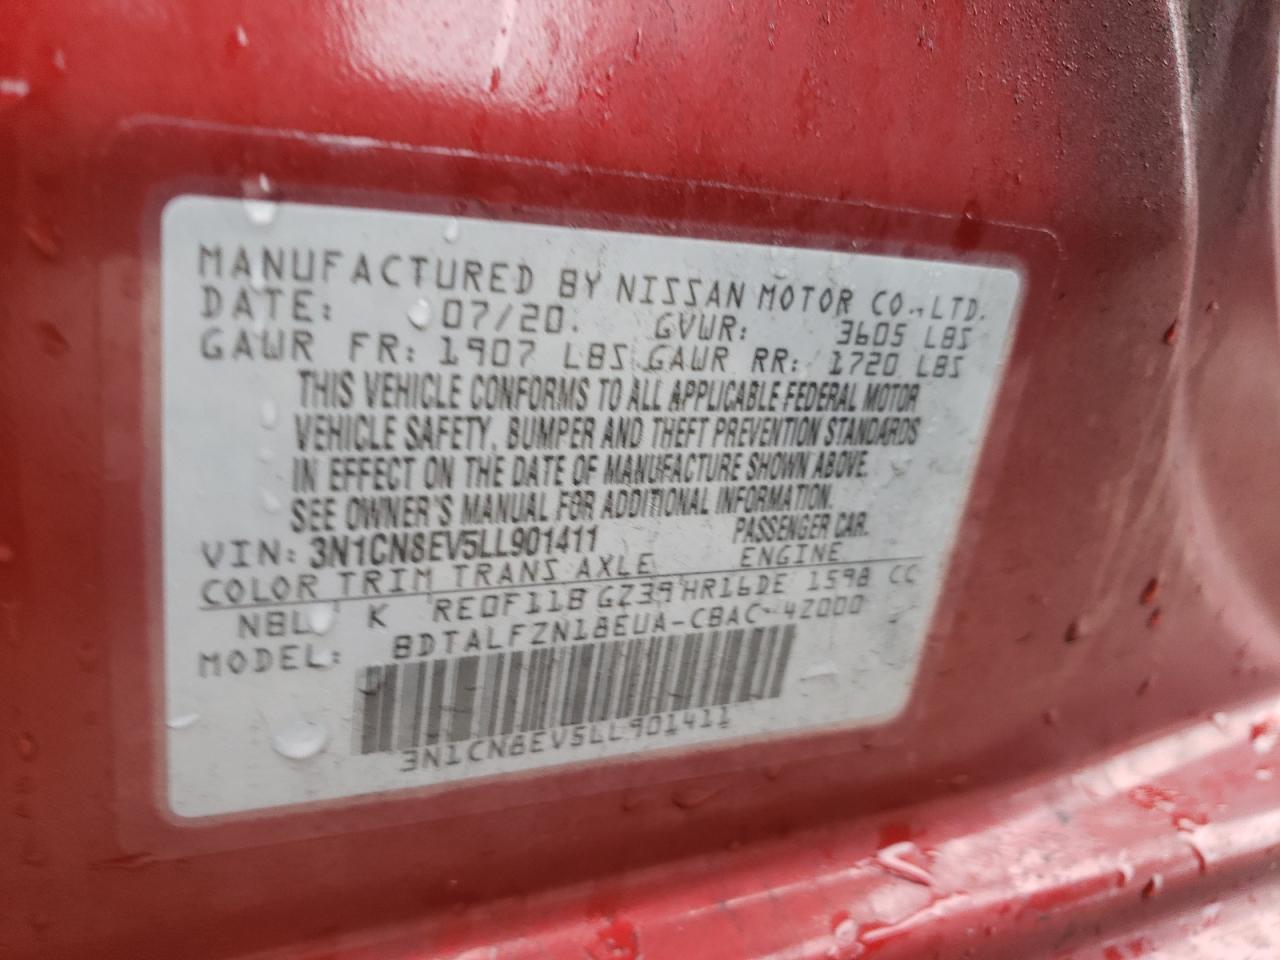 MANUFACTURED BY NISSAN MOTOR CO.,LTD.
DATE: 07/20. GVWR: 3605 LBS
GAWR FR: 1907 LBS GAWR RR: 1720 LBS
THIS VEHICLE CONFORMS TO ALL APPLICABLE FEDERAL MOTOR
VEHICLE SAFETY, BUMPER AND THEFT PREVENTION STANDARDS
IN EFFECT ON THE DATE OF MANUFACTURE SHOWN ABOVE.
SEE OWNER'S MANUAL FOR ADDITIONAL INFORMATION.
VIN: 3N1CN8EV5LL901411 PASSENGER CAR.
COLOR TRIM TRANS AXLE ENGINE
NBL K RE0F11B GZ39 HR16DE 1598 CC
MODEL: BDTALFZN18EUA-CBAC-42000
3N1CN8EV5LL901411